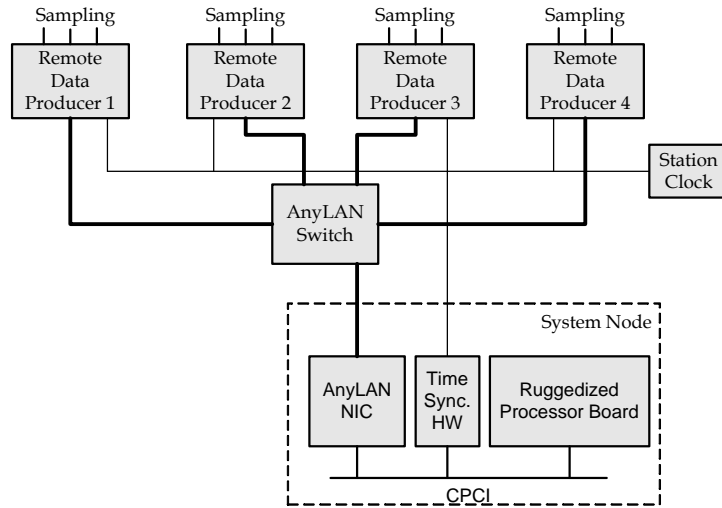 Sampling Sampling Sampling Sampling
Remote
Data
Producer 1
Remote
Data
Producer 2
Remote
Data
Producer 3
Remote
Data
Producer 4
Station
Clock
AnyLAN
Switch
System Node
AnyLAN
NIC
Time
Sync.
HW
Ruggedized
Processor Board
CPCI